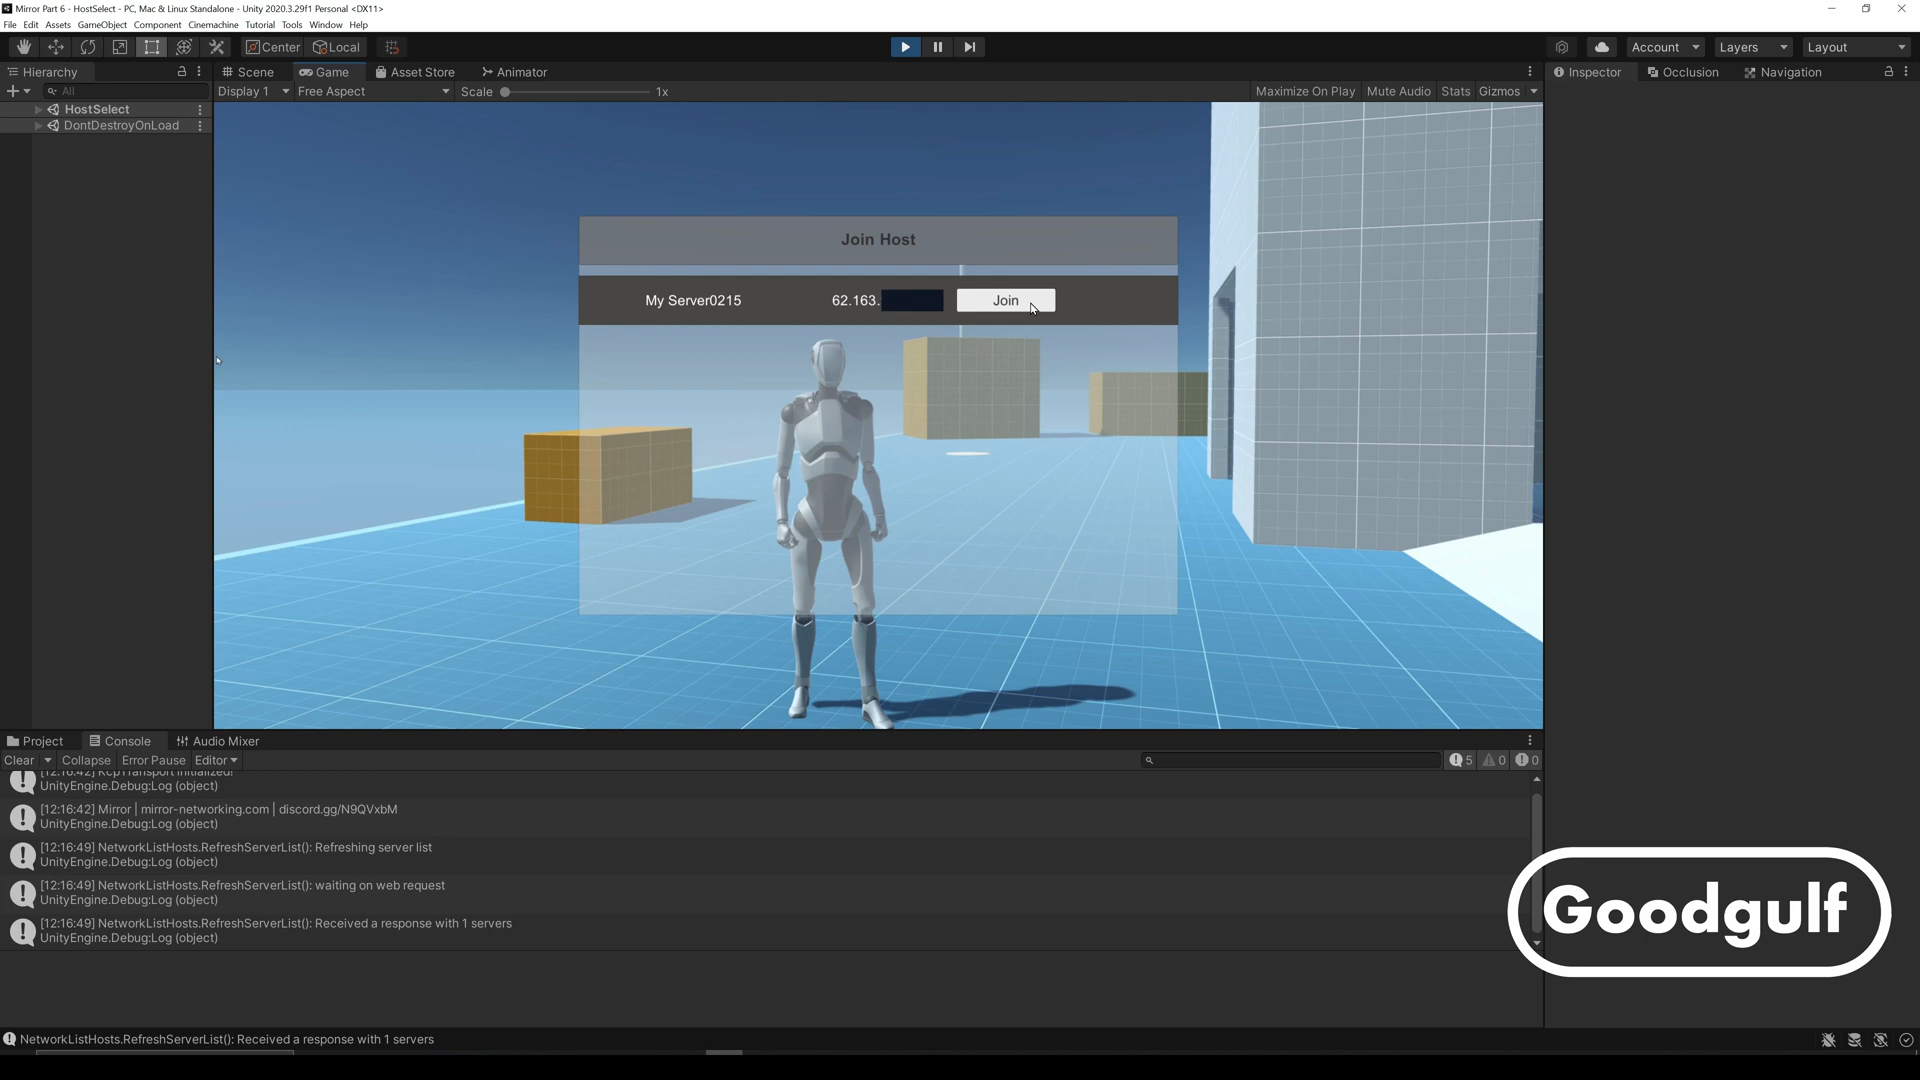 Mirror Part 6 - HostSelect - PC, Mac & Linux Standalone - Unity 2020.3.29f1 Personal <DX11>
File Edit Assets GameObject Component Cinemachine Tutorial Tools Window Help
Center Local Account Layers Layout
Hierarchy Scene Game Asset Store Animator Inspector Occlusion Navigation
All Display 1 Free Aspect Scale 1x Maximize On Play Mute Audio Stats Gizmos
HostSelect
DontDestroyOnLoad
Join Host
My Server0215 62.163. Join
Project Console Audio Mixer
Clear Collapse Error Pause Editor 5 0 0
[12:16:42] KcpTransport initialized!
UnityEngine.Debug:Log (object)
[12:16:42] Mirror | mirror-networking.com | discord.gg/N9QVxbM
UnityEngine.Debug:Log (object)
[12:16:49] NetworkListHosts.RefreshServerList(): Refreshing server list
UnityEngine.Debug:Log (object)
[12:16:49] NetworkListHosts.RefreshServerList(): waiting on web request
UnityEngine.Debug:Log (object)
[12:16:49] NetworkListHosts.RefreshServerList(): Received a response with 1 servers
UnityEngine.Debug:Log (object)
Goodgulf
NetworkListHosts.RefreshServerList(): Received a response with 1 servers